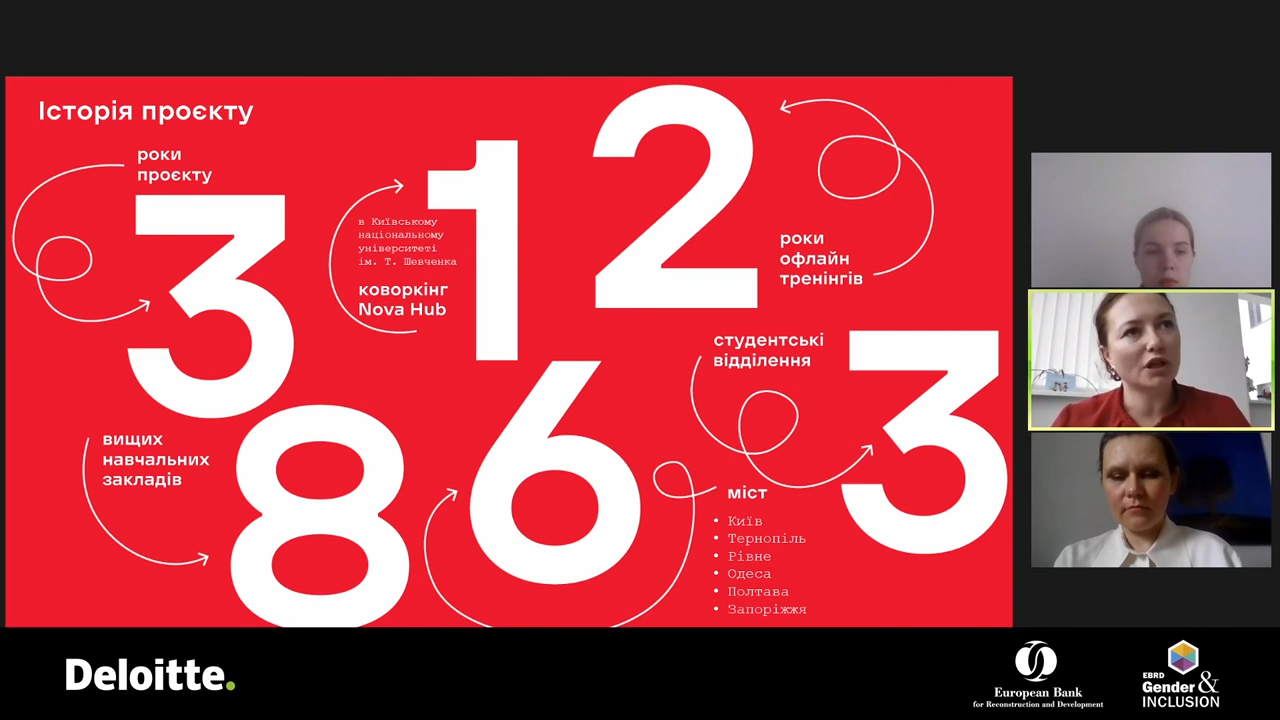 Історія проєкту
роки
проєкту
3
в Київському
національному
університеті
ім. Т. Шевченка
коворкінг
Nova Hub
1
2
роки
офлайн
тренінгів
студентські
відділення
3
вищих
навчальних
закладів
8
6
міст
• Київ
• Тернопіль
• Рівне
• Одеса
• Полтава
• Запоріжжя
Deloitte.
European Bank
for Reconstruction and Development
EBRD
Gender &
INCLUSION